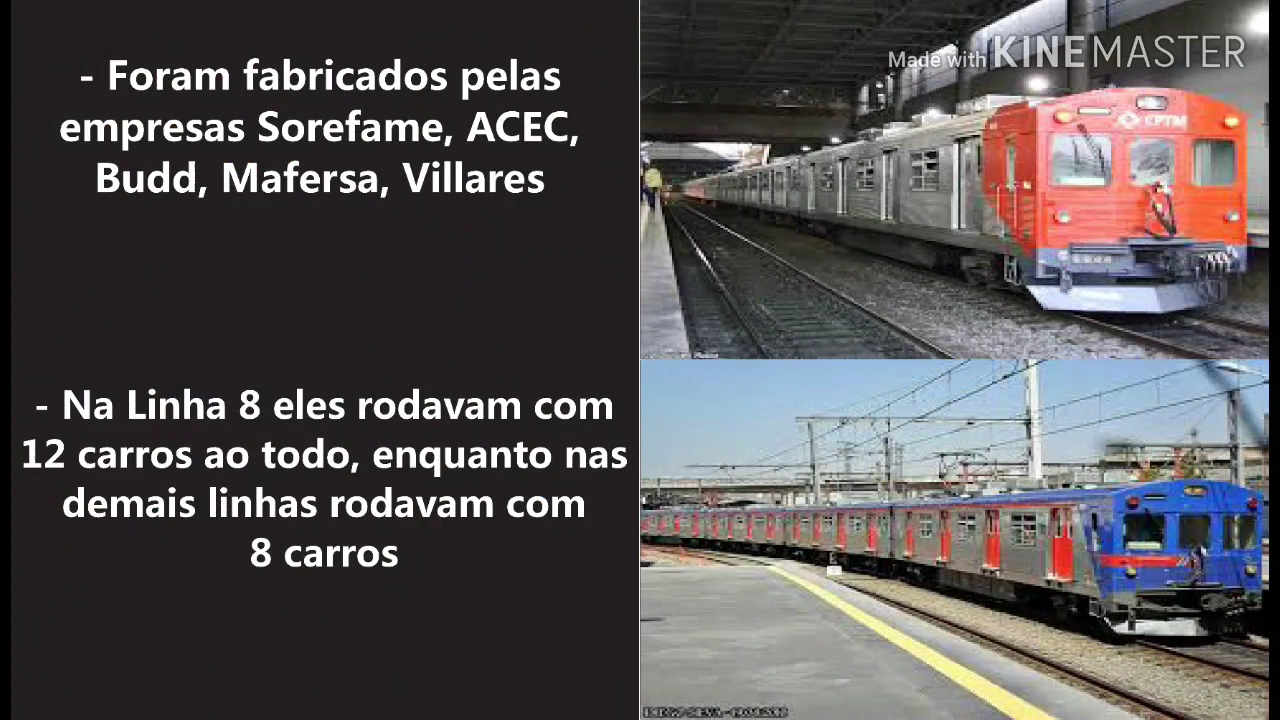 - Foram fabricados pelas
empresas Sorefame, ACEC,
Budd, Mafersa, Villares
- Na Linha 8 eles rodavam com
12 carros ao todo, enquanto nas
demais linhas rodavam com
8 carros
Made with KINEMASTER
CPTM